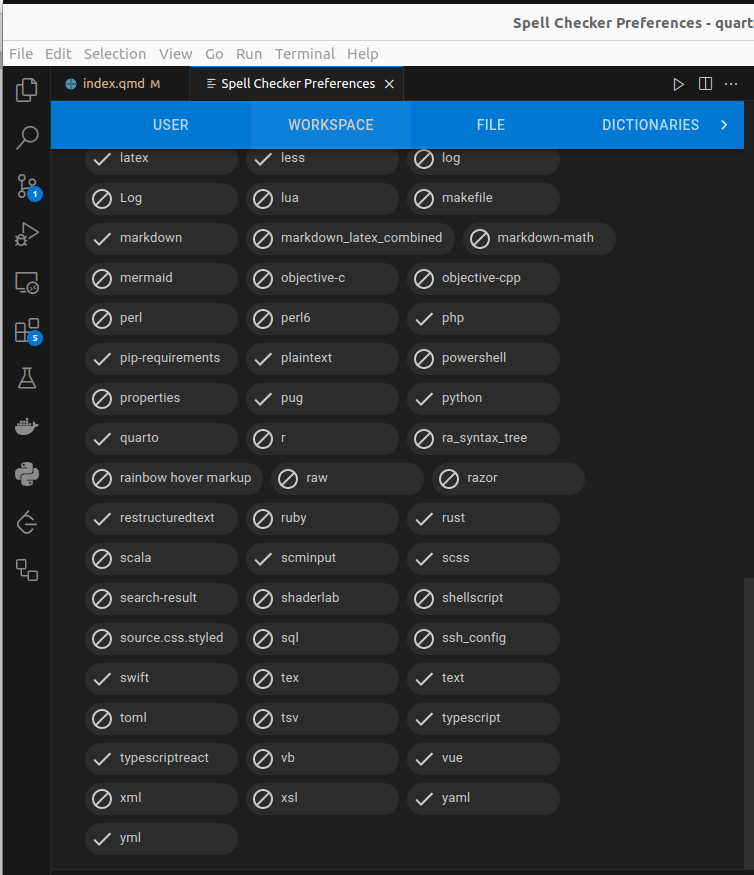 Spell Checker Preferences - quart
File Edit Selection View Go Run Terminal Help
index.qmd M Spell Checker Preferences
USER WORKSPACE FILE DICTIONARIES
latex less log
Log lua makefile
1
markdown markdown_latex_combined markdown-math
mermaid objective-c objective-cpp
perl perl6 php
5
pip-requirements plaintext powershell
properties pug python
quarto r ra_syntax_tree
rainbow hover markup raw razor
restructuredtext ruby rust
scala scminput scss
search-result shaderlab shellscript
source.css.styled sql ssh_config
swift tex text
toml tsv typescript
typescriptreact vb vue
xml xsl yaml
yml